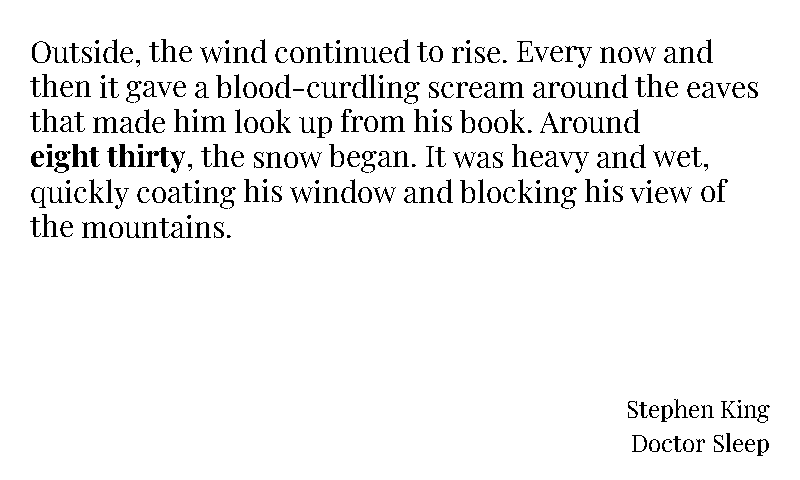 Outside, the wind continued to rise. Every now and
then it gave a blood-curdling scream around the eaves
that made him look up from his book. Around
eight thirty, the snow began. It was heavy and wet,
quickly coating his window and blocking his view of
the mountains.
Stephen King
Doctor Sleep